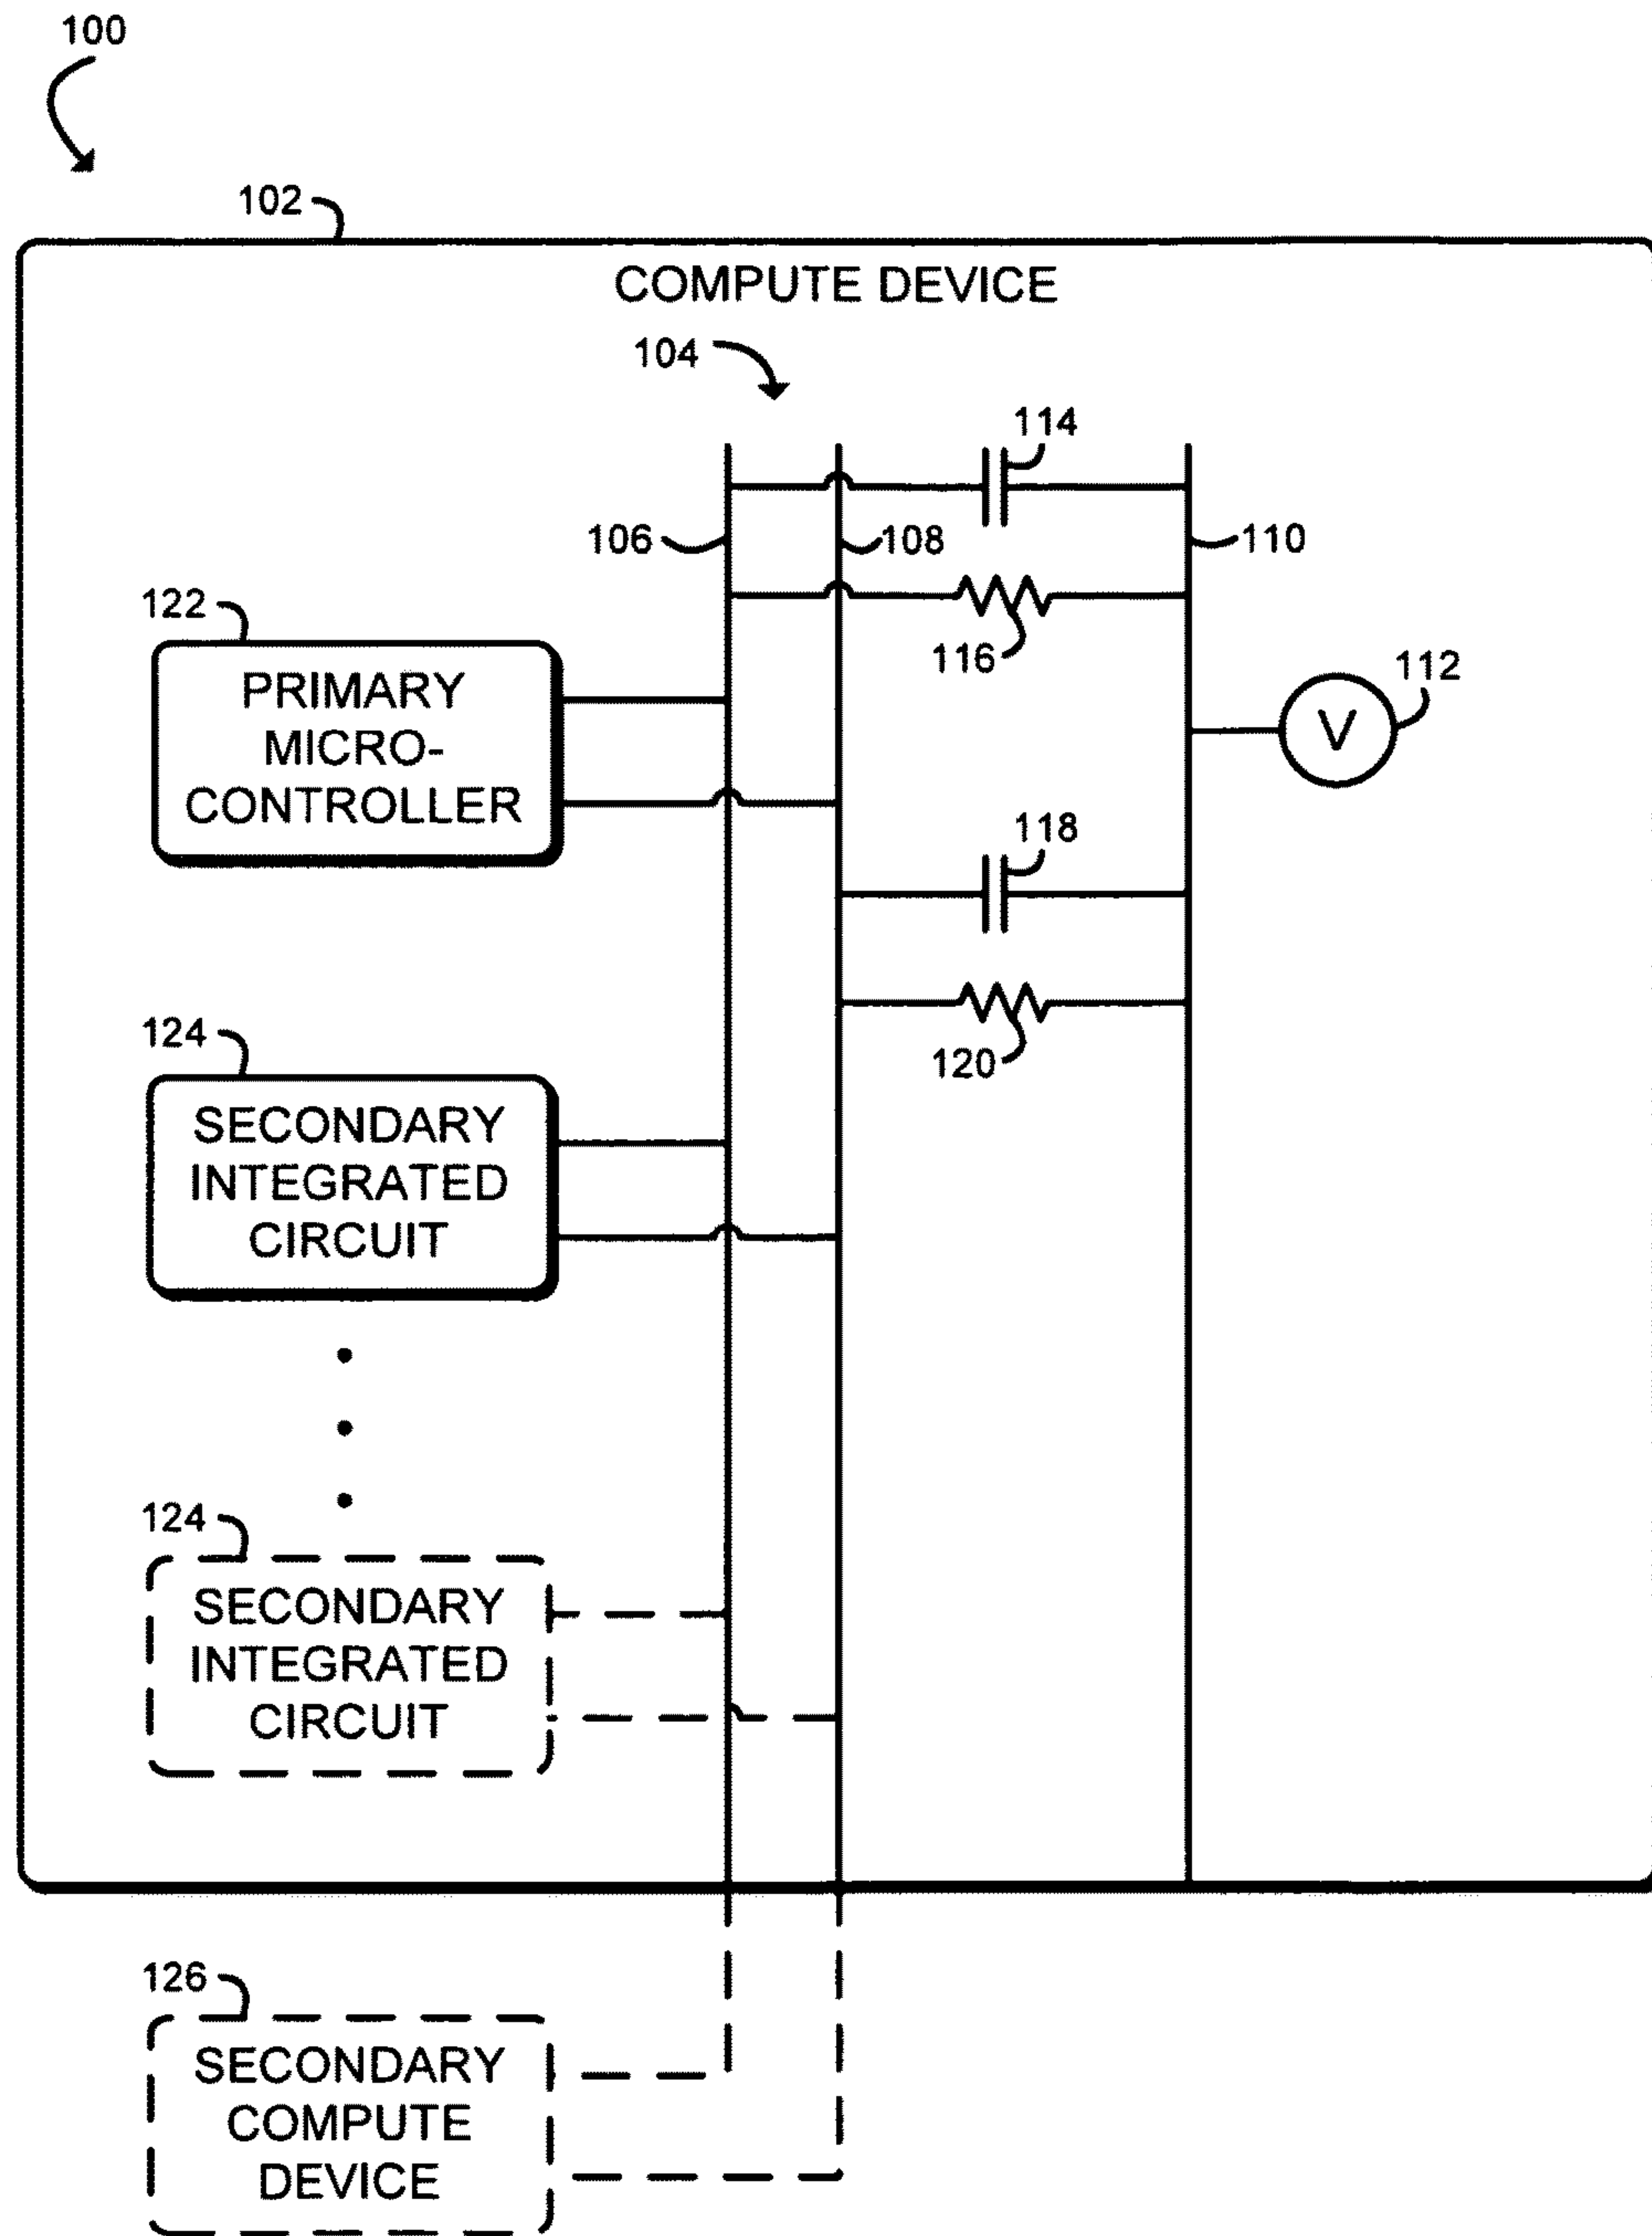 100
102
COMPUTE DEVICE
104
114
106
108
110
122
116
112
PRIMARY
MICRO-
CONTROLLER
V
118
124
120
SECONDARY
INTEGRATED
CIRCUIT
124
SECONDARY
INTEGRATED
CIRCUIT
126
SECONDARY
COMPUTE
DEVICE